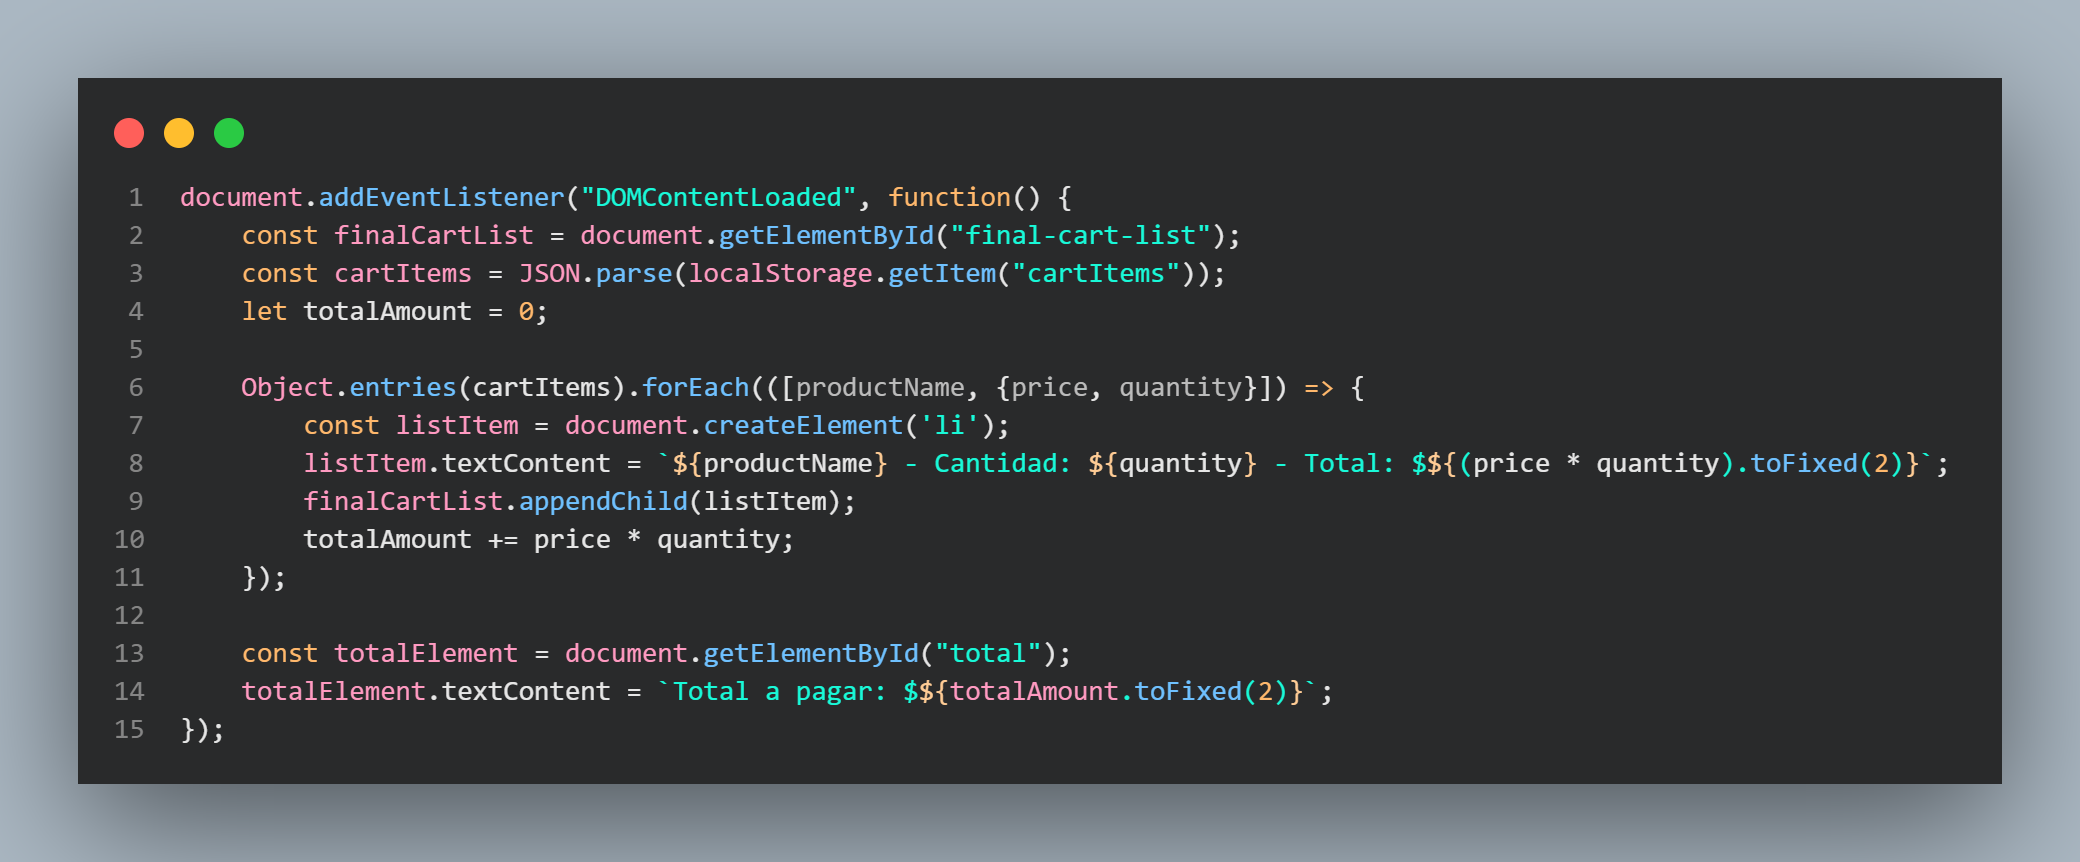 1 document.addEventListener("DOMContentLoaded", function() {
2     const finalCartList = document.getElementById("final-cart-list");
3     const cartItems = JSON.parse(localStorage.getItem("cartItems"));
4     let totalAmount = 0;
5
6     Object.entries(cartItems).forEach(([productName, {price, quantity}]) => {
7         const listItem = document.createElement('li');
8         listItem.textContent = `${productName} - Cantidad: ${quantity} - Total: $${(price * quantity).toFixed(2)}`;
9         finalCartList.appendChild(listItem);
10         totalAmount += price * quantity;
11     });
12
13     const totalElement = document.getElementById("total");
14     totalElement.textContent = `Total a pagar: $${totalAmount.toFixed(2)}`;
15 });